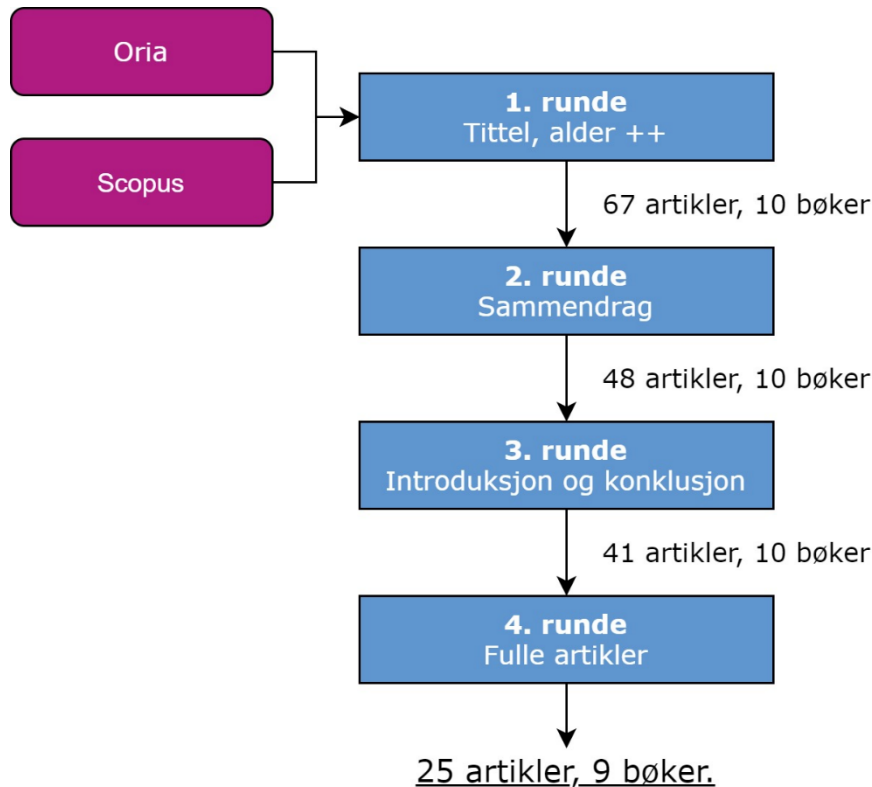 Oria
Scopus
1. runde
Tittel, alder ++
67 artikler, 10 bøker
2. runde
Sammendrag
48 artikler, 10 bøker
3. runde
Introduksjon og konklusjon
41 artikler, 10 bøker
4. runde
Fulle artikler
25 artikler, 9 bøker.